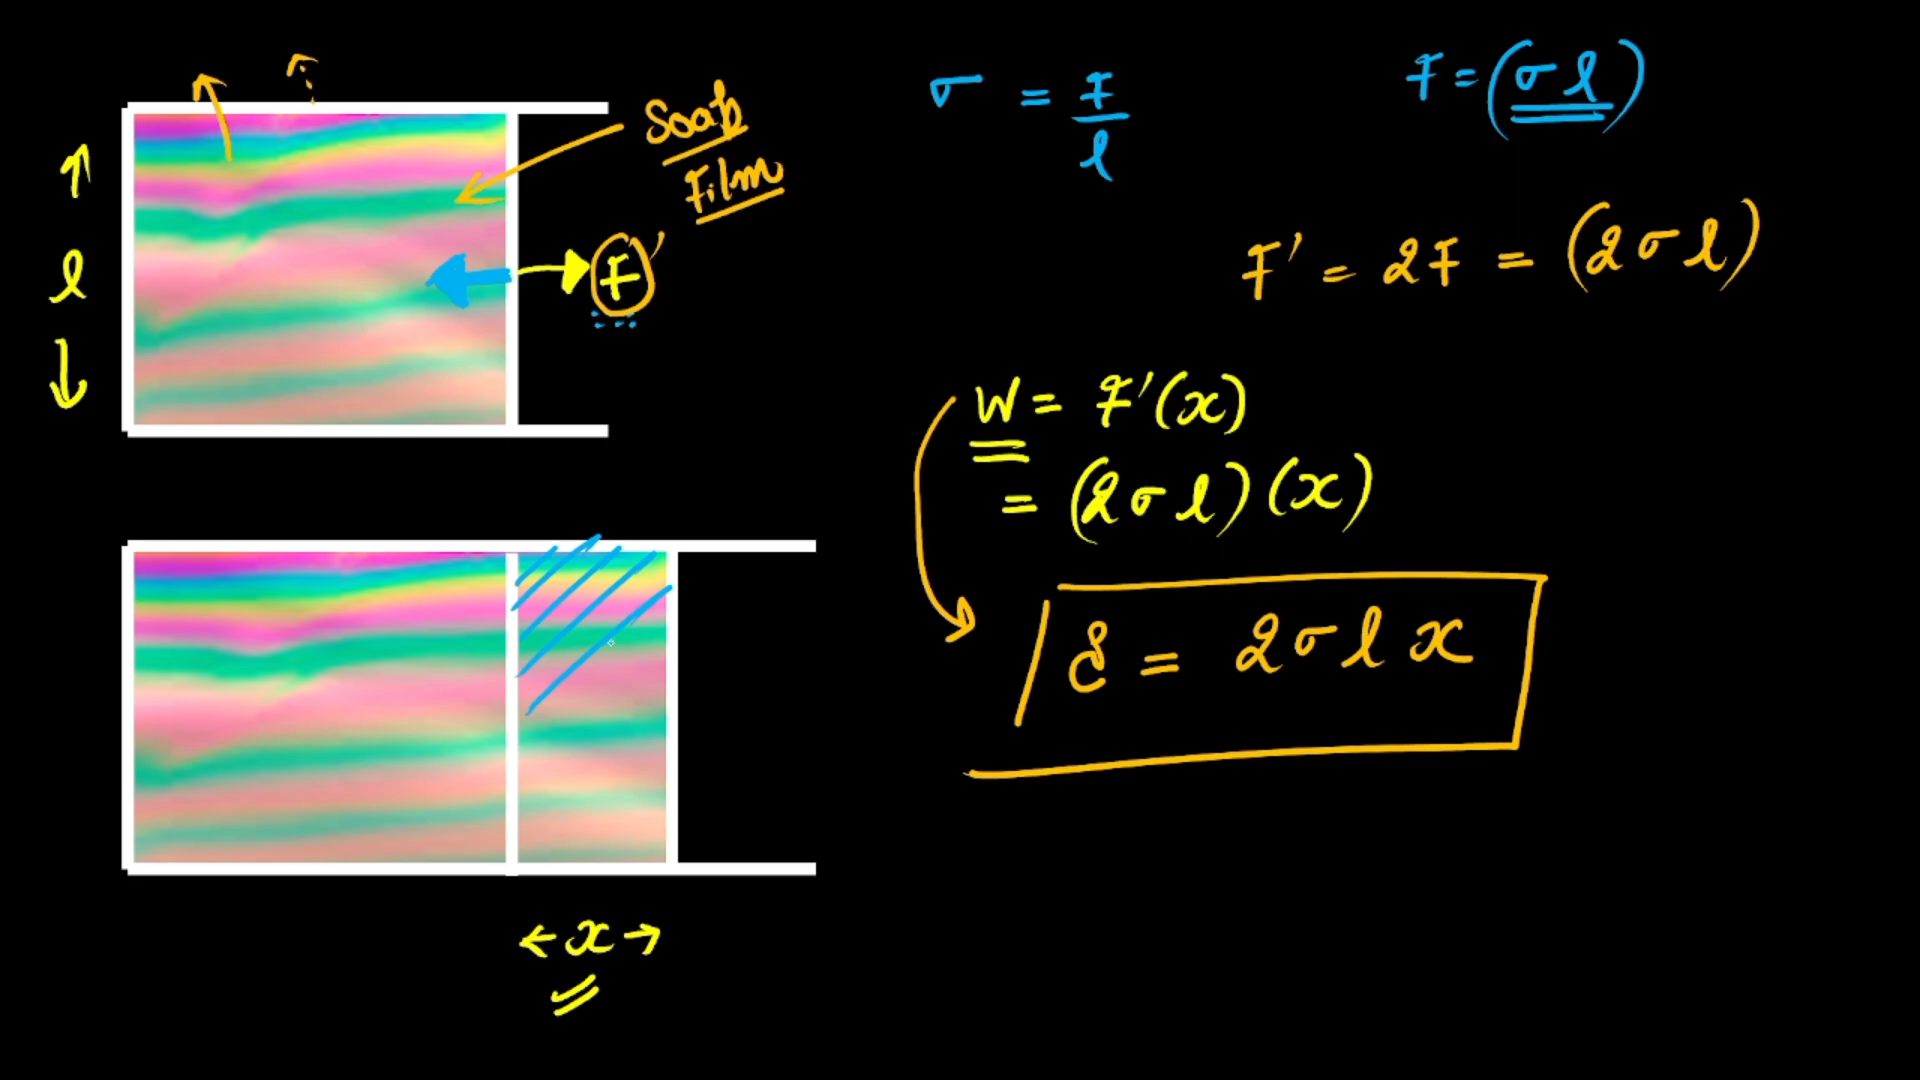 Soap
Film
l
F'
x
σ = F/l
F = (σl)
F' = 2F = (2σl)
W = F'(x)
= (2σl)(x)
E = 2σlx